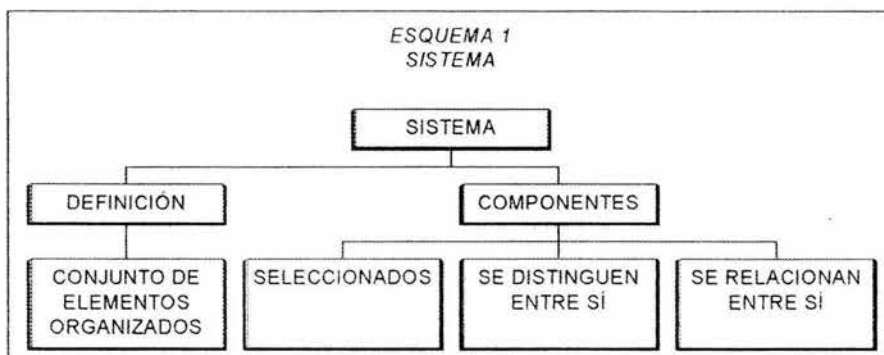 ESQUEMA 1
SISTEMA
SISTEMA
DEFINICIÓN
COMPONENTES
CONJUNTO DE
ELEMENTOS
ORGANIZADOS
SELECCIONADOS
SE DISTINGUEN
ENTRE SÍ
SE RELACIONAN
ENTRE SÍ